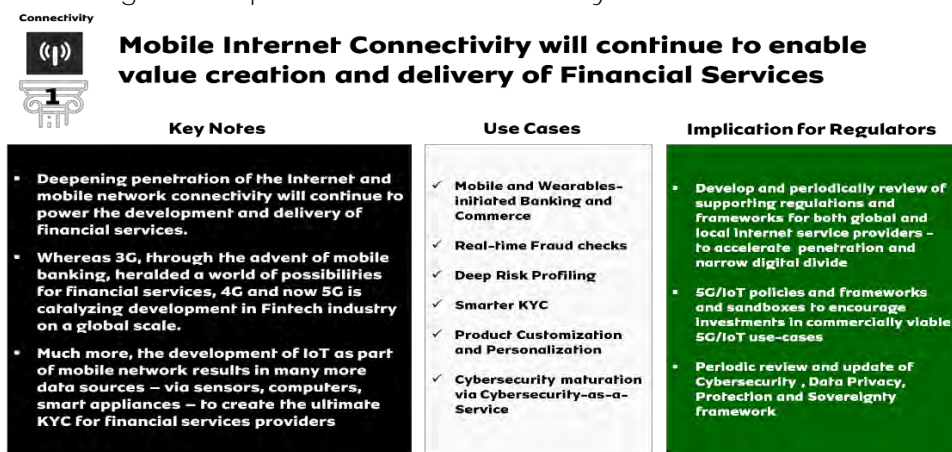 Connectivity
1
Mobile Internet Connectivity will continue to enable
value creation and delivery of Financial Services
Key Notes
▪ Deepening penetration of the Internet and
mobile network connectivity will continue to
power the development and delivery of
financial services.
▪ Whereas 3G, through the advent of mobile
banking, heralded a world of possibilities
for financial services, 4G and now 5G is
catalyzing development in Fintech industry
on a global scale.
▪ Much more, the development of IoT as part
of mobile network results in many more
data sources – via sensors, computers,
smart appliances – to create the ultimate
KYC for financial services providers
Use Cases
✓ Mobile and Wearables-
initiated Banking and
Commerce
✓ Real-time Fraud checks
✓ Deep Risk Profiling
✓ Smarter KYC
✓ Product Customization
and Personalization
✓ Cybersecurity maturation
via Cybersecurity-as-a-
Service
Implication for Regulators
▪ Develop and periodically review of
supporting regulations and
frameworks for both global and
local internet service providers –
to accelerate penetration and
narrow digital divide
▪ 5G/IoT policies and frameworks
and sandboxes to encourage
investments in commercially viable
5G/IoT use-cases
▪ Periodic review and update of
Cybersecurity , Data Privacy,
Protection and Sovereignty
framework